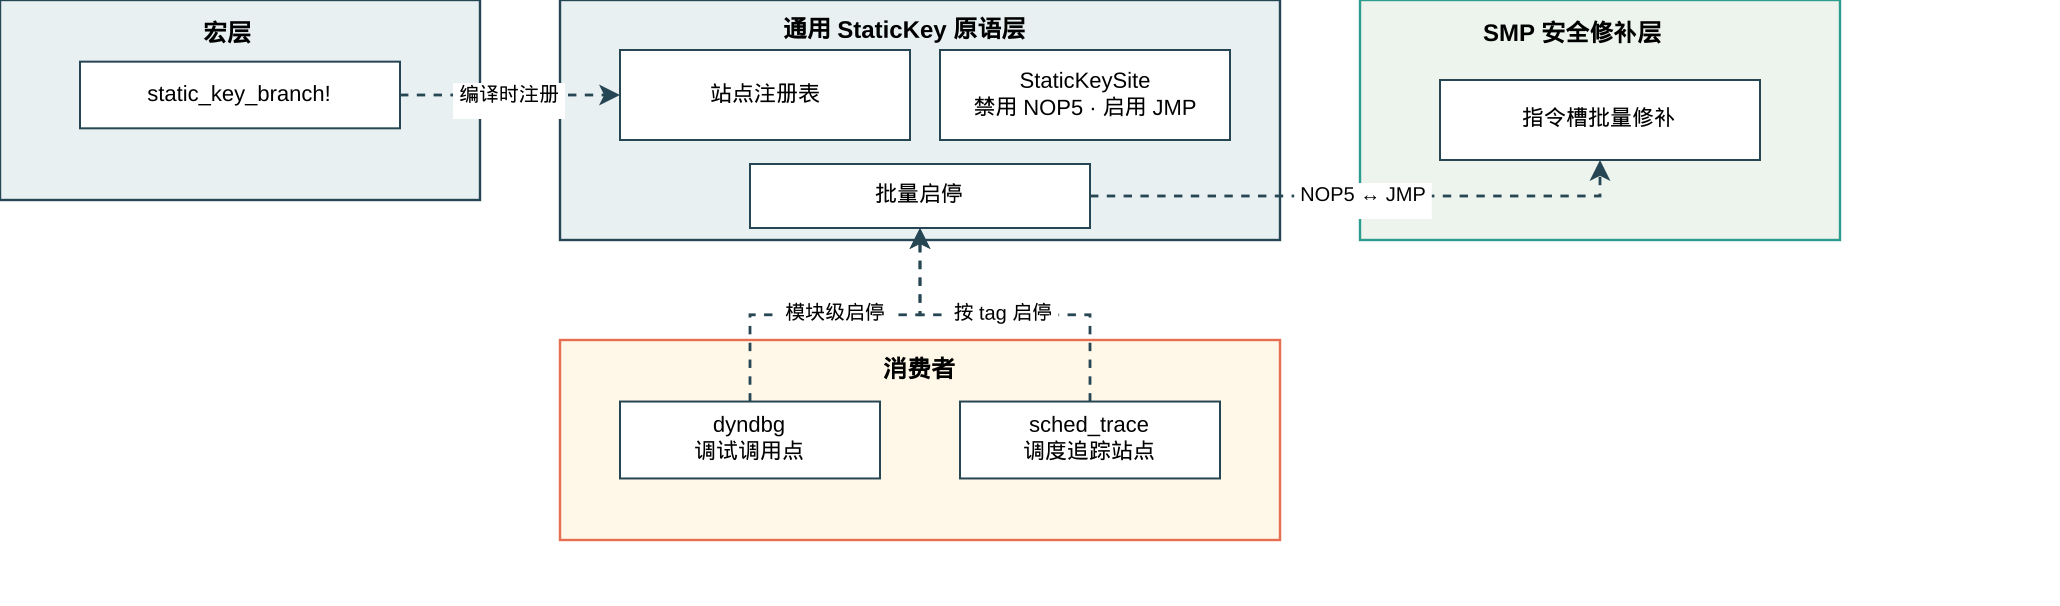 宏层
static_key_branch!
编译时注册
通用 StaticKey 原语层
站点注册表
StaticKeySite
禁用 NOP5 · 启用 JMP
批量启停
NOP5 ↔ JMP
SMP 安全修补层
指令槽批量修补
模块级启停
按 tag 启停
消费者
dyndbg
调试调用点
sched_trace
调度追踪站点